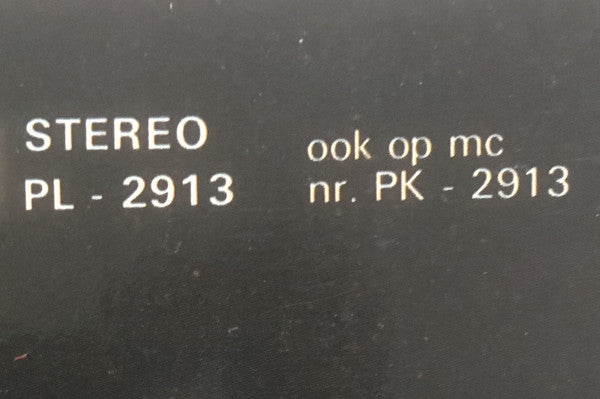 STEREO
PL - 2913
ook op mc
nr. PK - 2913